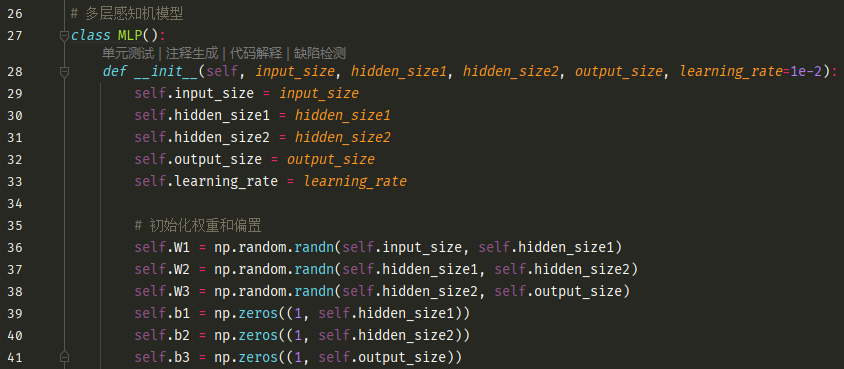 26 # 多层感知机模型
27 class MLP():
单元测试 | 注释生成 | 代码解释 | 缺陷检测
28 def __init__(self, input_size, hidden_size1, hidden_size2, output_size, learning_rate=1e-2):
29 self.input_size = input_size
30 self.hidden_size1 = hidden_size1
31 self.hidden_size2 = hidden_size2
32 self.output_size = output_size
33 self.learning_rate = learning_rate
34
35 # 初始化权重和偏置
36 self.W1 = np.random.randn(self.input_size, self.hidden_size1)
37 self.W2 = np.random.randn(self.hidden_size1, self.hidden_size2)
38 self.W3 = np.random.randn(self.hidden_size2, self.output_size)
39 self.b1 = np.zeros((1, self.hidden_size1))
40 self.b2 = np.zeros((1, self.hidden_size2))
41 self.b3 = np.zeros((1, self.output_size))